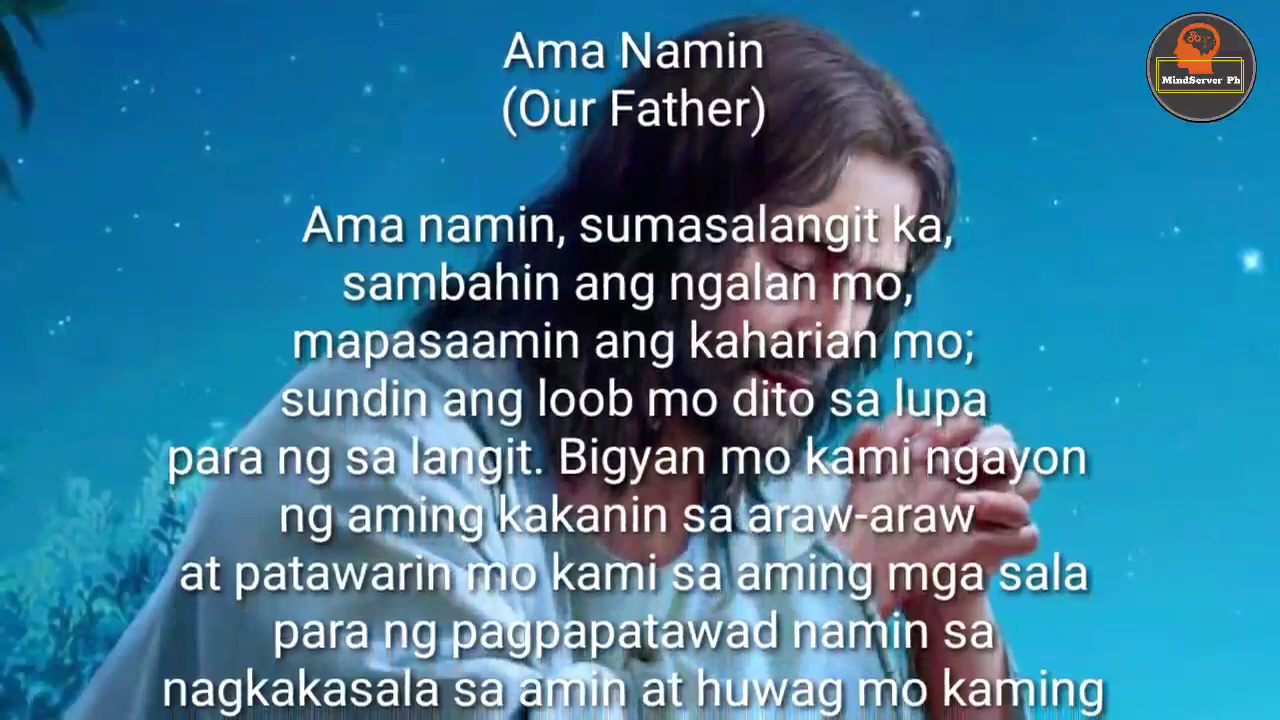 Ama Namin
(Our Father)
MindServer Ph
Ama namin, sumasalangit ka,
sambahin ang ngalan mo,
mapasaamin ang kaharian mo;
sundin ang loob mo dito sa lupa
para ng sa langit. Bigyan mo kami ngayon
ng aming kakanin sa araw-araw
at patawarin mo kami sa aming mga sala
para ng pagpapatawad namin sa
nagkakasala sa amin at huwag mo kaming